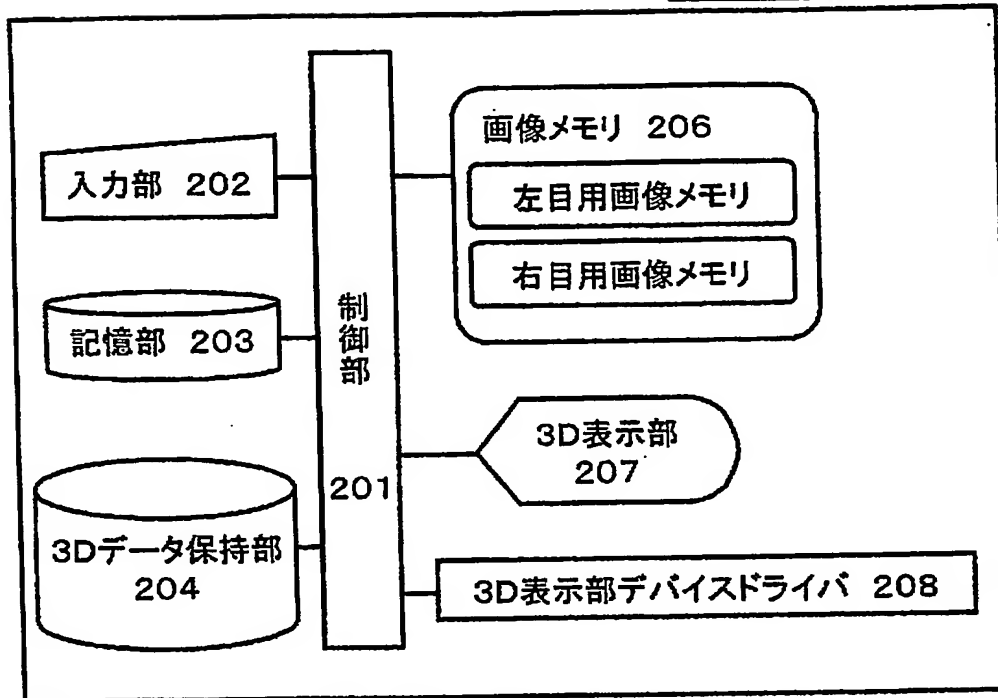 入力部 202
記憶部 203
3Dデータ保持部
204
制御部
201
画像メモリ 206
左目用画像メモリ
右目用画像メモリ
3D表示部
207
3D表示部デバイスドライバ 208